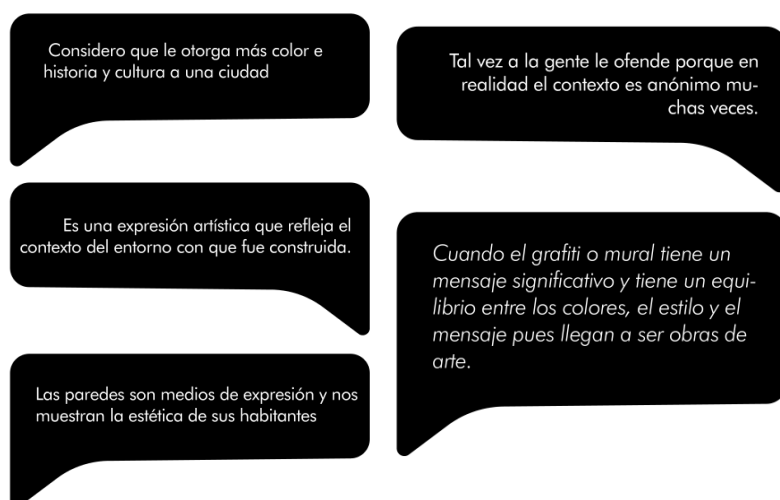 Considero que le otorga más color e
historia y cultura a una ciudad
Es una expresión artística que refleja el
contexto del entorno con que fue construida.
Las paredes son medios de expresión y nos
muestran la estética de sus habitantes
Tal vez a la gente le ofende porque en
realidad el contexto es anónimo mu-
chas veces.
Cuando el grafiti o mural tiene un
mensaje significativo y tiene un equi-
librio entre los colores, el estilo y el
mensaje pues llegan a ser obras de
arte.